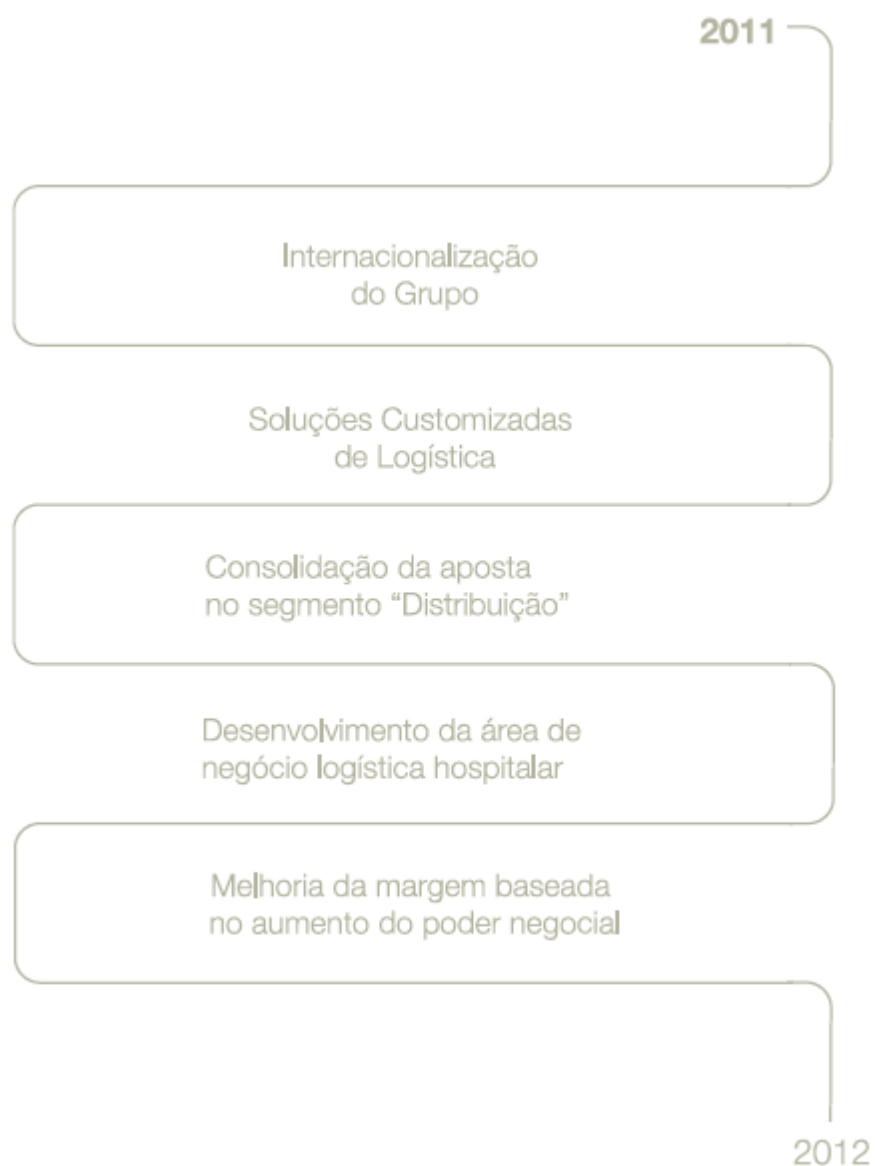 2011
Internacionalização
do Grupo
Soluções Customizadas
de Logística
Consolidação da aposta
no segmento “Distribuição”
Desenvolvimento da área de
negócio logística hospitalar
Melhoria da margem baseada
no aumento do poder negocial
2012